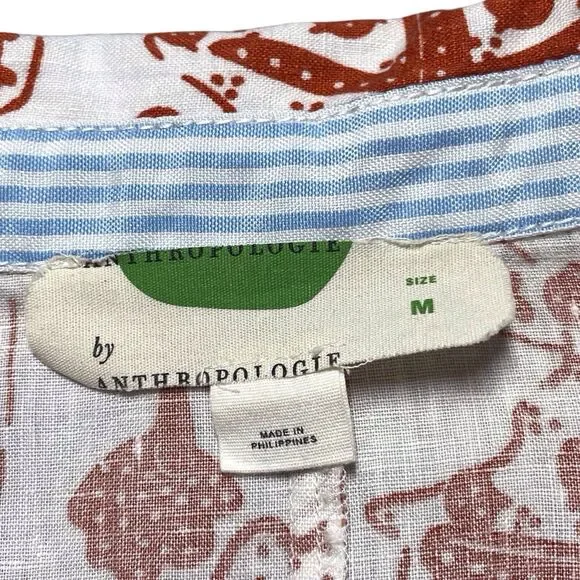 ANTHROPOLOGIE
SIZE
M
by
ANTHROPOLOGIE
MADE IN
PHILIPPINES